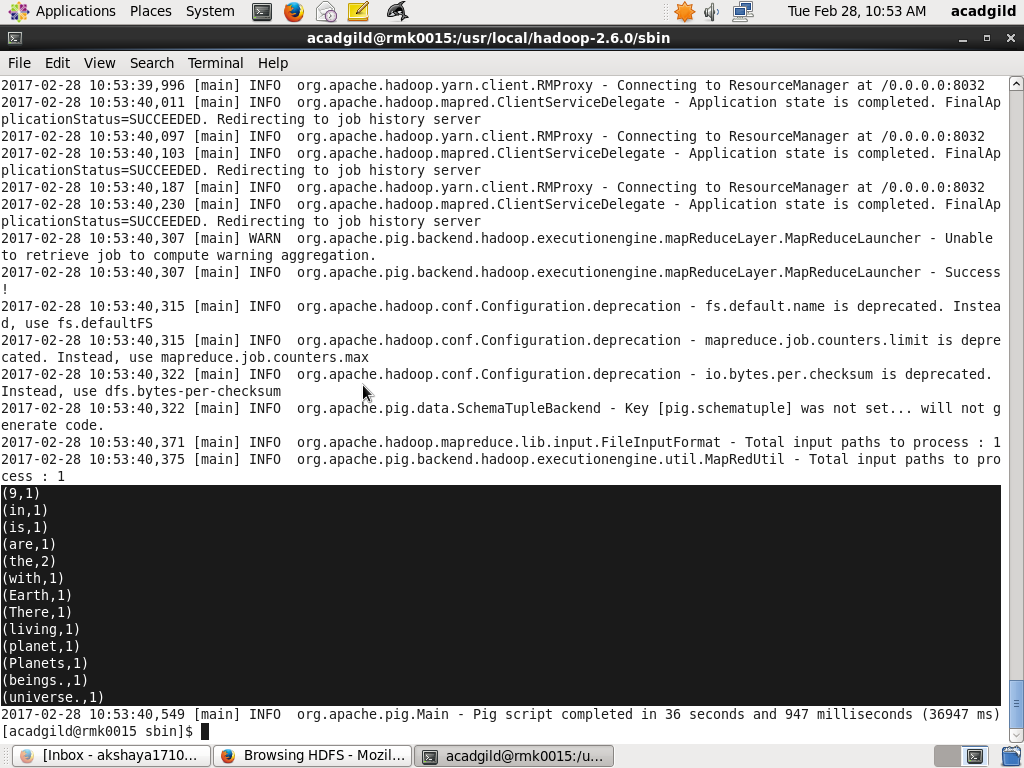 Applications Places System Tue Feb 28, 10:53 AM acadgild
acadgild@rmk0015:/usr/local/hadoop-2.6.0/sbin
File Edit View Search Terminal Help
2017-02-28 10:53:39,996 [main] INFO  org.apache.hadoop.yarn.client.RMProxy - Connecting to ResourceManager at /0.0.0.0:8032
2017-02-28 10:53:40,011 [main] INFO  org.apache.hadoop.mapred.ClientServiceDelegate - Application state is completed. FinalAp
plicationStatus=SUCCEEDED. Redirecting to job history server
2017-02-28 10:53:40,097 [main] INFO  org.apache.hadoop.yarn.client.RMProxy - Connecting to ResourceManager at /0.0.0.0:8032
2017-02-28 10:53:40,103 [main] INFO  org.apache.hadoop.mapred.ClientServiceDelegate - Application state is completed. FinalAp
plicationStatus=SUCCEEDED. Redirecting to job history server
2017-02-28 10:53:40,187 [main] INFO  org.apache.hadoop.yarn.client.RMProxy - Connecting to ResourceManager at /0.0.0.0:8032
2017-02-28 10:53:40,230 [main] INFO  org.apache.hadoop.mapred.ClientServiceDelegate - Application state is completed. FinalAp
plicationStatus=SUCCEEDED. Redirecting to job history server
2017-02-28 10:53:40,307 [main] WARN  org.apache.pig.backend.hadoop.executionengine.mapReduceLayer.MapReduceLauncher - Unable
to retrieve job to compute warning aggregation.
2017-02-28 10:53:40,307 [main] INFO  org.apache.pig.backend.hadoop.executionengine.mapReduceLayer.MapReduceLauncher - Success
!
2017-02-28 10:53:40,315 [main] INFO  org.apache.hadoop.conf.Configuration.deprecation - fs.default.name is deprecated. Instea
d, use fs.defaultFS
2017-02-28 10:53:40,315 [main] INFO  org.apache.hadoop.conf.Configuration.deprecation - mapreduce.job.counters.limit is depre
cated. Instead, use mapreduce.job.counters.max
2017-02-28 10:53:40,322 [main] INFO  org.apache.hadoop.conf.Configuration.deprecation - io.bytes.per.checksum is deprecated.
Instead, use dfs.bytes-per-checksum
2017-02-28 10:53:40,322 [main] INFO  org.apache.pig.data.SchemaTupleBackend - Key [pig.schematuple] was not set... will not g
enerate code.
2017-02-28 10:53:40,371 [main] INFO  org.apache.hadoop.mapreduce.lib.input.FileInputFormat - Total input paths to process : 1
2017-02-28 10:53:40,375 [main] INFO  org.apache.pig.backend.hadoop.executionengine.util.MapRedUtil - Total input paths to pro
cess : 1
(9,1)
(in,1)
(is,1)
(are,1)
(the,2)
(with,1)
(Earth,1)
(There,1)
(living,1)
(planet,1)
(Planets,1)
(beings.,1)
(universe.,1)
2017-02-28 10:53:40,549 [main] INFO  org.apache.pig.Main - Pig script completed in 36 seconds and 947 milliseconds (36947 ms)
[acadgild@rmk0015 sbin]$
[Inbox - akshaya1710... Browsing HDFS - Mozil... acadgild@rmk0015:/u...